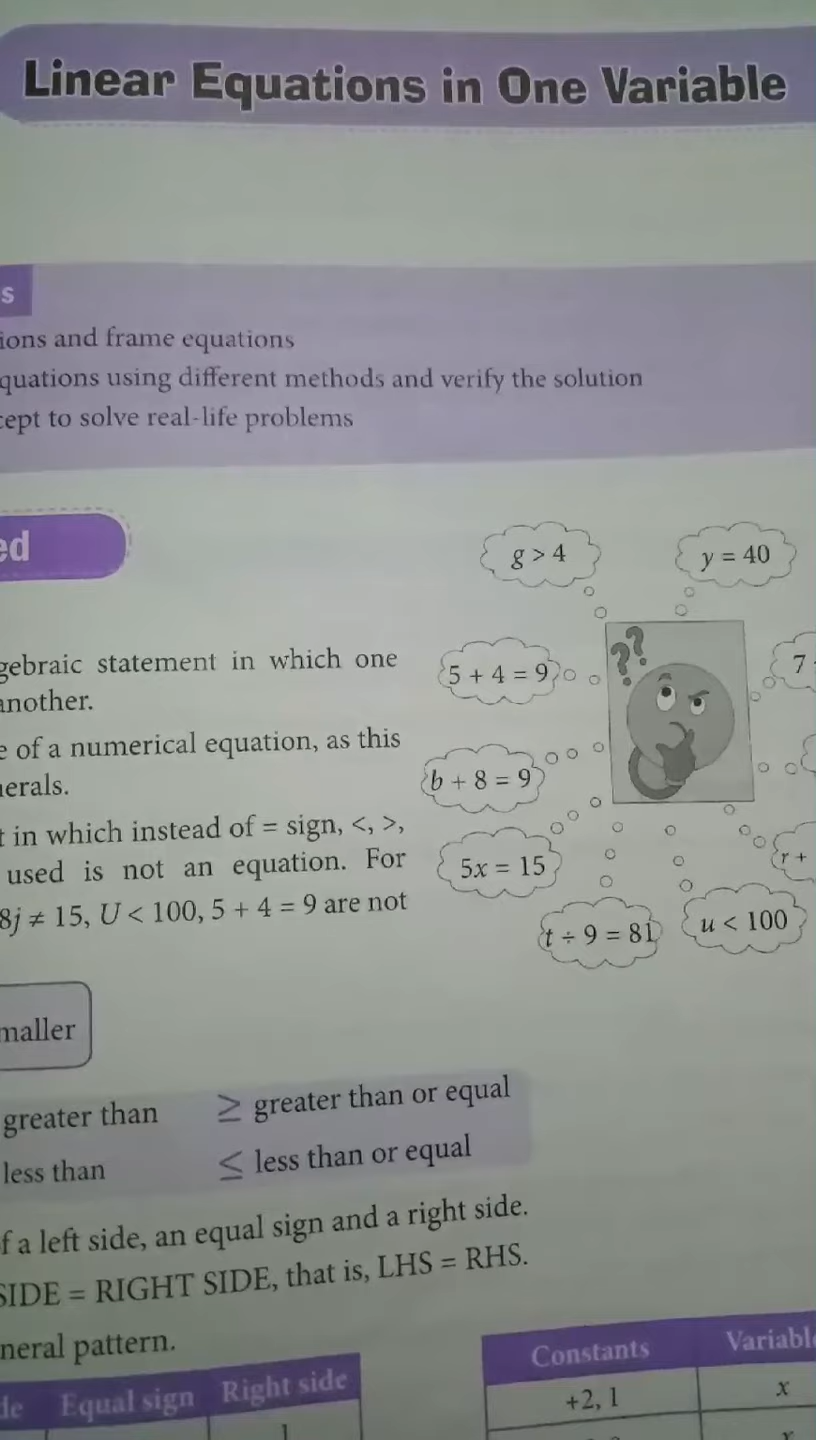 Linear Equations in One Variable
s
ions and frame equations
quations using different methods and verify the solution
cept to solve real-life problems
ed
g > 4
y = 40
gebraic statement in which one
another.
5 + 4 = 9
7
e of a numerical equation, as this
erals.
b + 8 = 9
t in which instead of = sign, <, >,
used is not an equation. For
8j ≠ 15, U < 100, 5 + 4 = 9 are not
5x = 15
r +
t ÷ 9 = 81
u < 100
maller
greater than ≥ greater than or equal
less than ≤ less than or equal
f a left side, an equal sign and a right side.
SIDE = RIGHT SIDE, that is, LHS = RHS.
neral pattern.
de Equal sign Right side
1
Constants Variabl
+2, 1 x